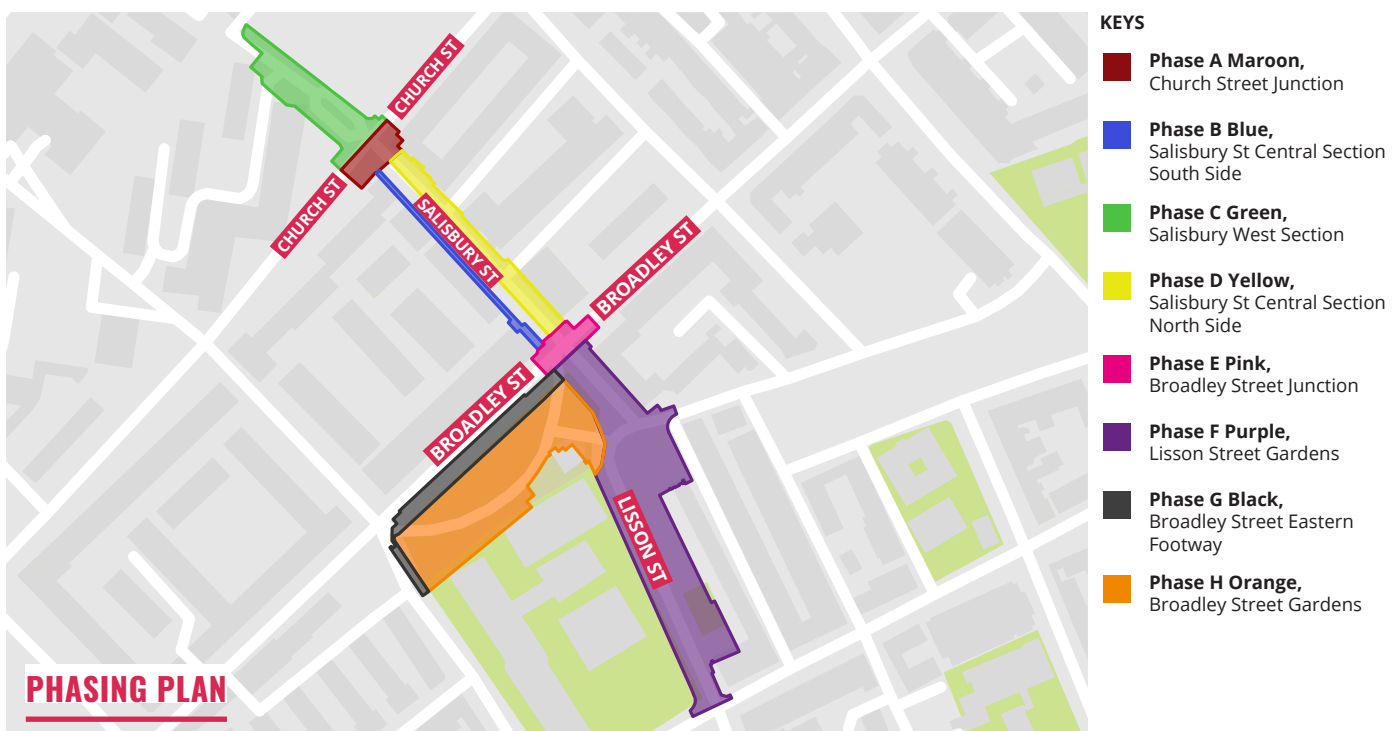 CHURCH ST
CHURCH ST
SALISBURY ST
BROADLEY ST
BROADLEY ST
LISSON ST
PHASING PLAN
KEYS
Phase A Maroon,
Church Street Junction
Phase B Blue,
Salisbury St Central Section
South Side
Phase C Green,
Salisbury West Section
Phase D Yellow,
Salisbury St Central Section
North Side
Phase E Pink,
Broadley Street Junction
Phase F Purple,
Lisson Street Gardens
Phase G Black,
Broadley Street Eastern
Footway
Phase H Orange,
Broadley Street Gardens